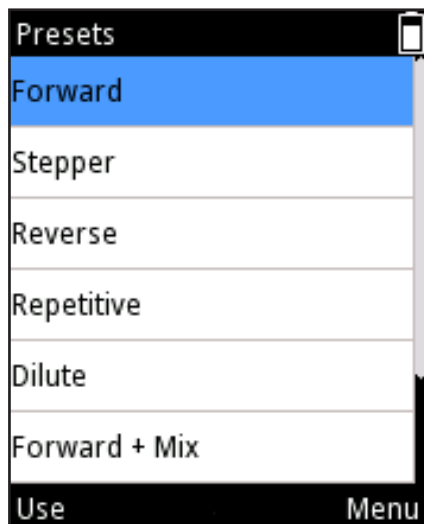 Presets
Forward
Stepper
Reverse
Repetitive
Dilute
Forward + Mix
Use Menu